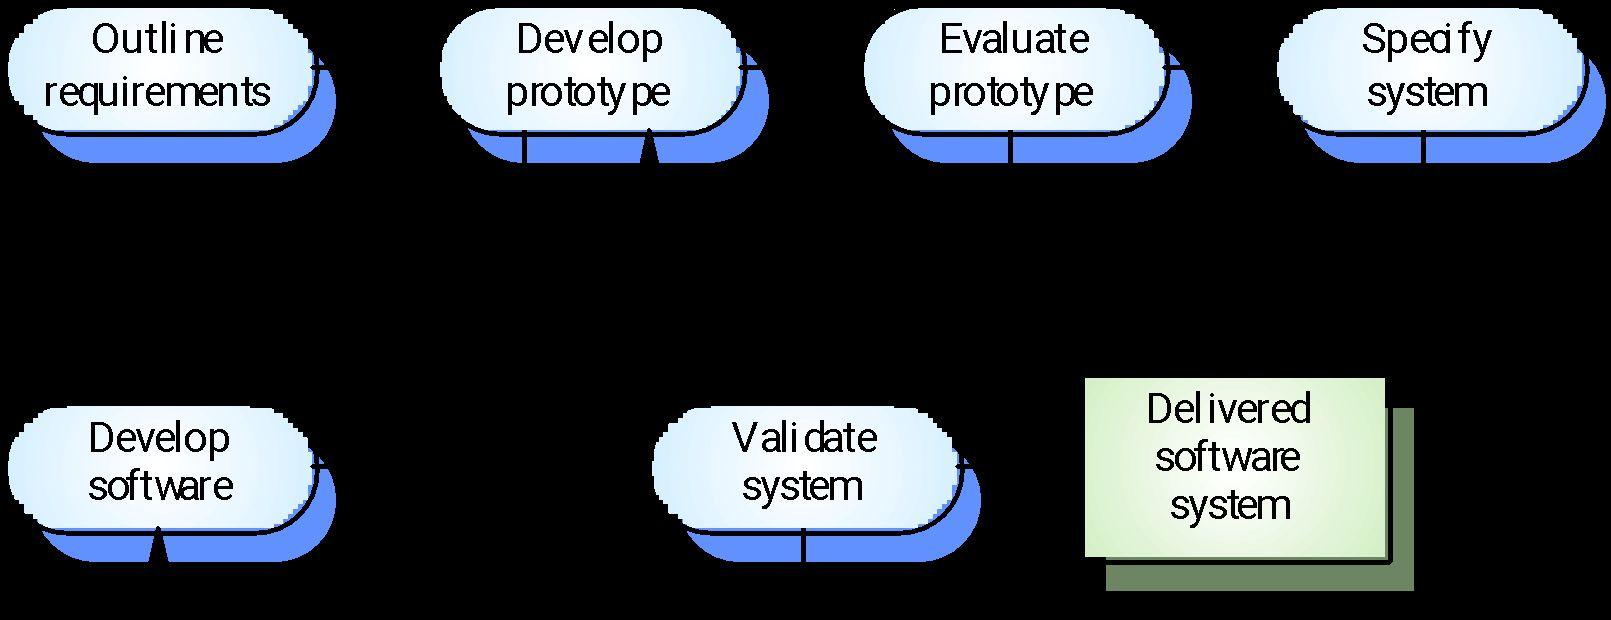 Outline
requirements
Develop
prototype
Evaluate
prototype
Specify
system
Develop
software
Validate
system
Delivered
software
system